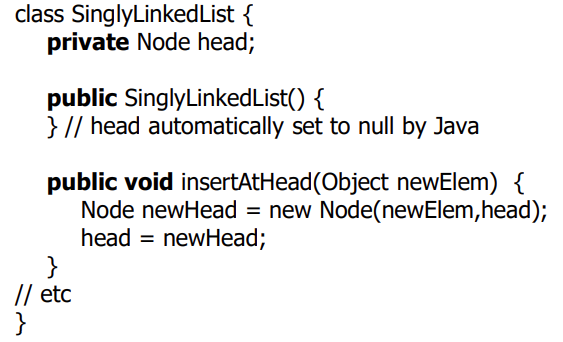 class SinglyLinkedList {
private Node head;
public SinglyLinkedList() {
} // head automatically set to null by Java
public void insertAtHead(Object newElem) {
Node newHead = new Node(newElem,head);
head = newHead;
}
// etc
}